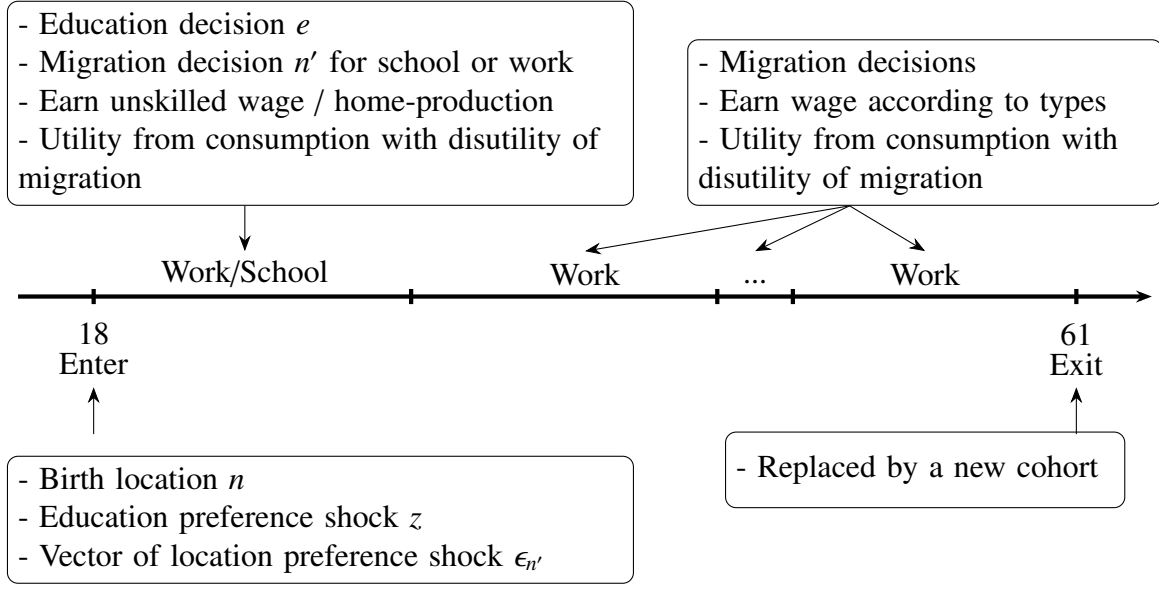 - Education decision e
- Migration decision n′ for school or work
- Earn unskilled wage / home-production
- Utility from consumption with disutility of
migration
- Migration decisions
- Earn wage according to types
- Utility from consumption with
disutility of migration
Work/School
Work
...
Work
18
Enter
61
Exit
- Birth location n
- Education preference shock z
- Vector of location preference shock ϵn′
- Replaced by a new cohort